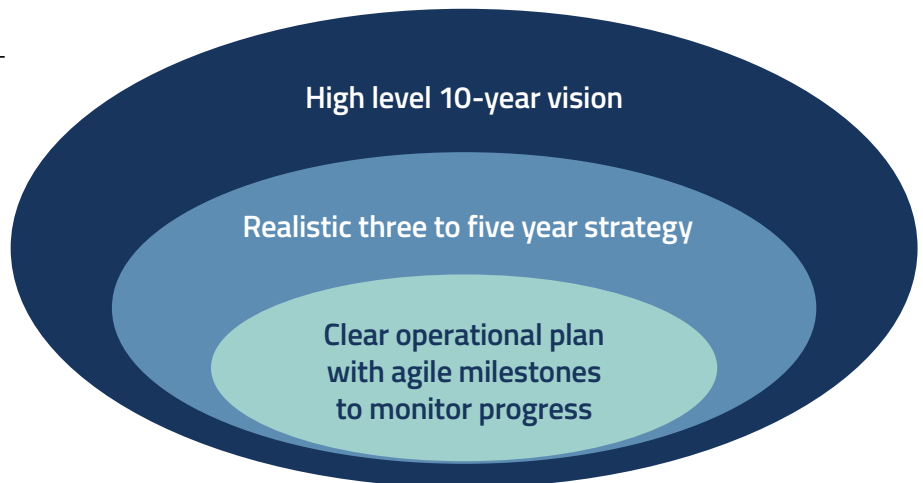 High level 10-year vision
Realistic three to five year strategy
Clear operational plan
with agile milestones
to monitor progress